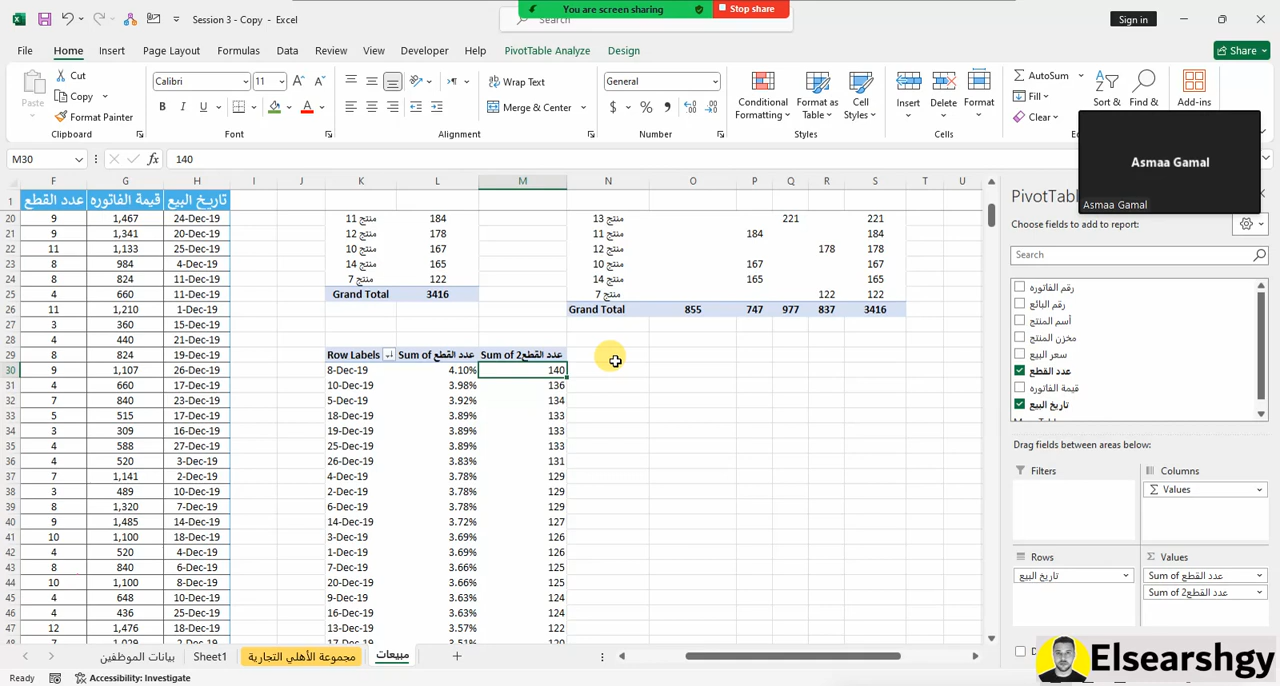 Session 3 - Copy - Excel
Search
You are screen sharing
Stop share
Sign in
File Home Insert Page Layout Formulas Data Review View Developer Help PivotTable Analyze Design
Share
Paste
Cut
Copy
Format Painter
Calibri 11
B I U
Wrap Text
Merge & Center
General
$ %
Conditional Formatting
Format as Table
Cell Styles
Insert
Delete
Format
AutoSum
Fill
Clear
Sort &
Find &
Add-ins
Clipboard Font Alignment Number Styles Cells
Asmaa Gamal
Asmaa Gamal
M30 fx 140
F G H I J K L M N O P Q R S T U
1 عدد القطع قيمة الفاتوره تاريخ البيع
20 9 1,467 24-Dec-19 منتج 11 184 منتج 13 221 221
21 9 1,341 20-Dec-19 منتج 12 178 منتج 11 184 184
22 11 1,133 25-Dec-19 منتج 10 167 منتج 12 178 178
23 8 984 4-Dec-19 منتج 14 165 منتج 10 167 167
24 8 824 11-Dec-19 منتج 7 122 منتج 14 165 165
25 4 660 11-Dec-19 Grand Total 3416 منتج 7 122 122
26 11 1,210 1-Dec-19 Grand Total 855 747 977 837 3416
27 3 360 15-Dec-19
28 4 440 21-Dec-19
29 8 824 19-Dec-19 Row Labels Sum of عدد القطع Sum of عدد القطع2
30 9 1,107 26-Dec-19 8-Dec-19 4.10% 140
31 4 660 17-Dec-19 10-Dec-19 3.98% 136
32 7 840 23-Dec-19 5-Dec-19 3.92% 134
33 5 515 17-Dec-19 18-Dec-19 3.89% 133
34 3 309 16-Dec-19 19-Dec-19 3.89% 133
35 4 588 27-Dec-19 25-Dec-19 3.89% 133
36 4 520 3-Dec-19 26-Dec-19 3.83% 131
37 7 1,141 2-Dec-19 4-Dec-19 3.78% 129
38 3 489 10-Dec-19 2-Dec-19 3.78% 129
39 8 1,320 7-Dec-19 6-Dec-19 3.78% 129
40 9 1,485 14-Dec-19 14-Dec-19 3.72% 127
41 10 1,100 18-Dec-19 3-Dec-19 3.69% 126
42 4 520 4-Dec-19 1-Dec-19 3.69% 126
43 8 840 6-Dec-19 7-Dec-19 3.66% 125
44 10 1,100 8-Dec-19 20-Dec-19 3.66% 125
45 4 648 10-Dec-19 9-Dec-19 3.63% 124
46 4 436 25-Dec-19 16-Dec-19 3.63% 124
47 12 1,476 18-Dec-19 13-Dec-19 3.57% 122
48 7 1,029 2-Dec-19 17-Dec-19 3.51% 120
PivotTable
Choose fields to add to report:
Search
رقم الفاتوره
رقم البائع
أسم المنتج
مخزن المنتج
سعر البيع
عدد القطع
قيمة الفاتوره
تاريخ البيع
Drag fields between areas below:
Filters
Columns
Σ Values
Rows
تاريخ البيع
Σ Values
Sum of عدد القطع
Sum of عدد القطع2
بيانات الموظفين Sheet1 مجموعة الأهلي التجارية مبيعات
Ready Accessibility: Investigate
Elsearshgy